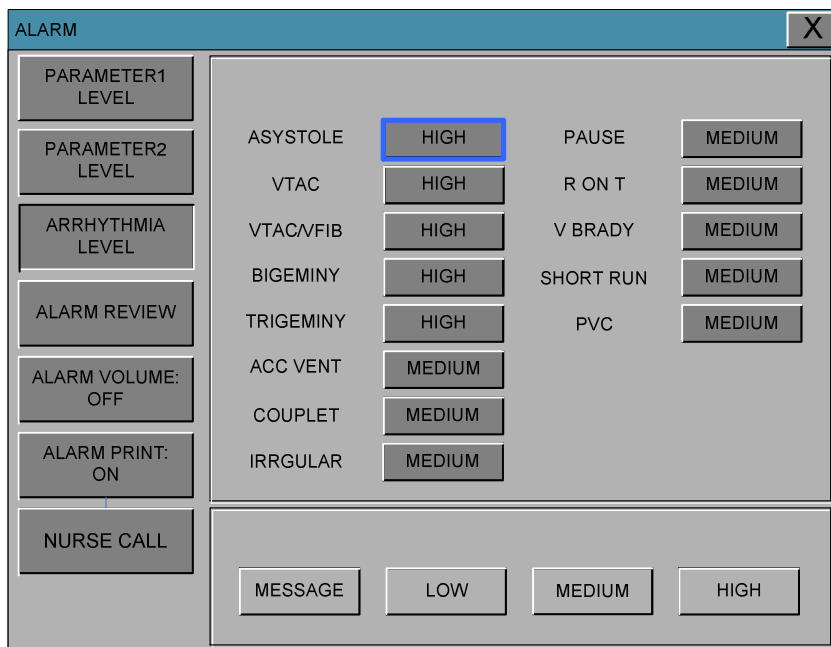 ALARM
X
PARAMETER1
LEVEL
PARAMETER2
LEVEL
ARRHYTHMIA
LEVEL
ALARM REVIEW
ALARM VOLUME:
OFF
ALARM PRINT:
ON
NURSE CALL
ASYSTOLE HIGH PAUSE MEDIUM
VTAC HIGH R ON T MEDIUM
VTAC/VFIB HIGH V BRADY MEDIUM
BIGEMINY HIGH SHORT RUN MEDIUM
TRIGEMINY HIGH PVC MEDIUM
ACC VENT MEDIUM
COUPLET MEDIUM
IRRGULAR MEDIUM
MESSAGE LOW MEDIUM HIGH